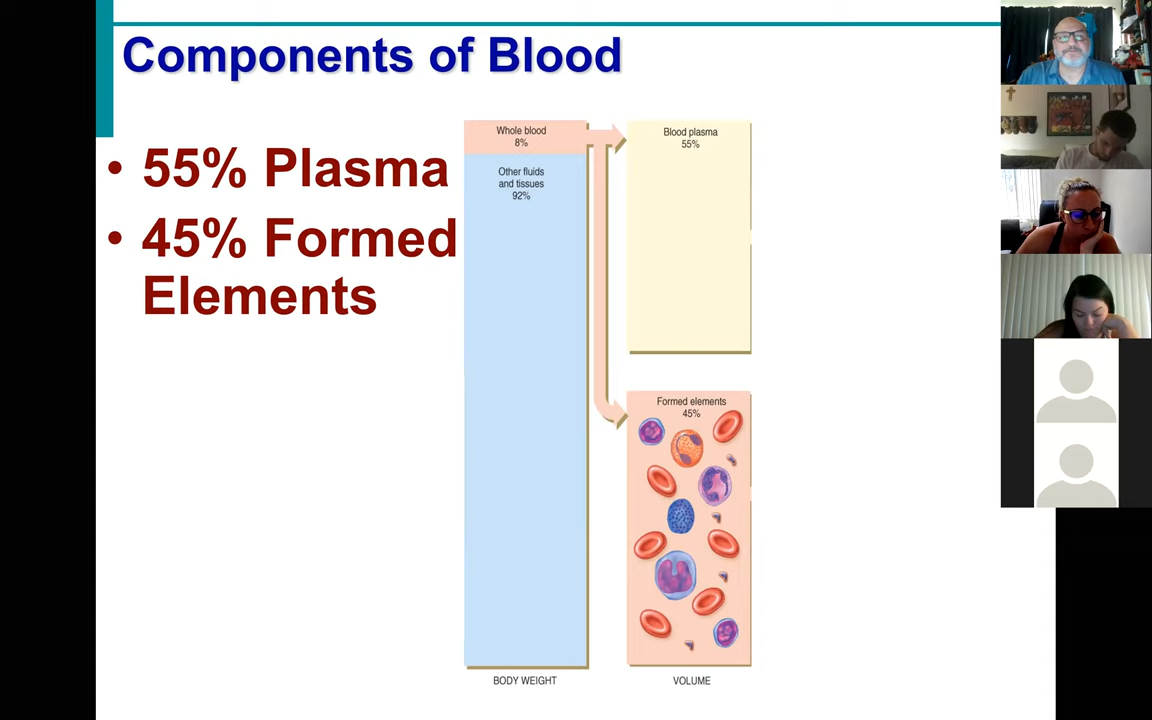 Components of Blood
• 55% Plasma
• 45% Formed
Elements
Whole blood
8%
Other fluids
and tissues
92%
BODY WEIGHT
Blood plasma
55%
Formed elements
45%
VOLUME